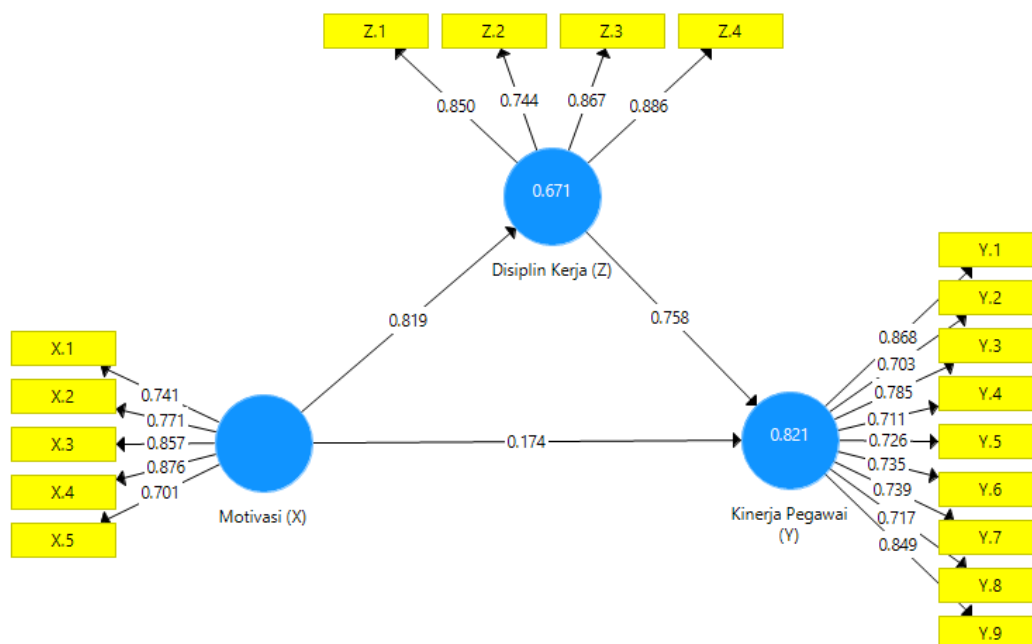 Z.1
Z.2
Z.3
Z.4
0.850
0.744
0.867
0.886
0.671
Disiplin Kerja (Z)
0.819
0.758
X.1
X.2
X.3
X.4
X.5
0.741
0.771
0.857
0.876
0.701
Motivasi (X)
0.174
0.821
Kinerja Pegawai
(Y)
0.868
0.703
0.785
0.711
0.726
0.735
0.739
0.717
0.849
Y.1
Y.2
Y.3
Y.4
Y.5
Y.6
Y.7
Y.8
Y.9